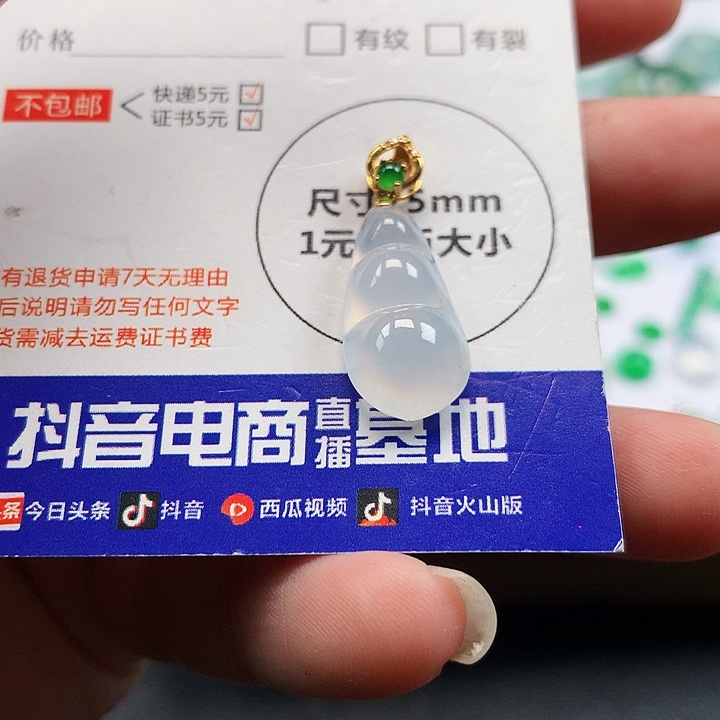 价格 有纹 有裂
不包邮 快递5元
证书5元
尺寸 5mm
1元 大小
有退货申请7天无理由
后说明请勿写任何文字
货需减去运费证书费
抖音电商直播基地
条 今日头条 抖音 西瓜视频 抖音火山版